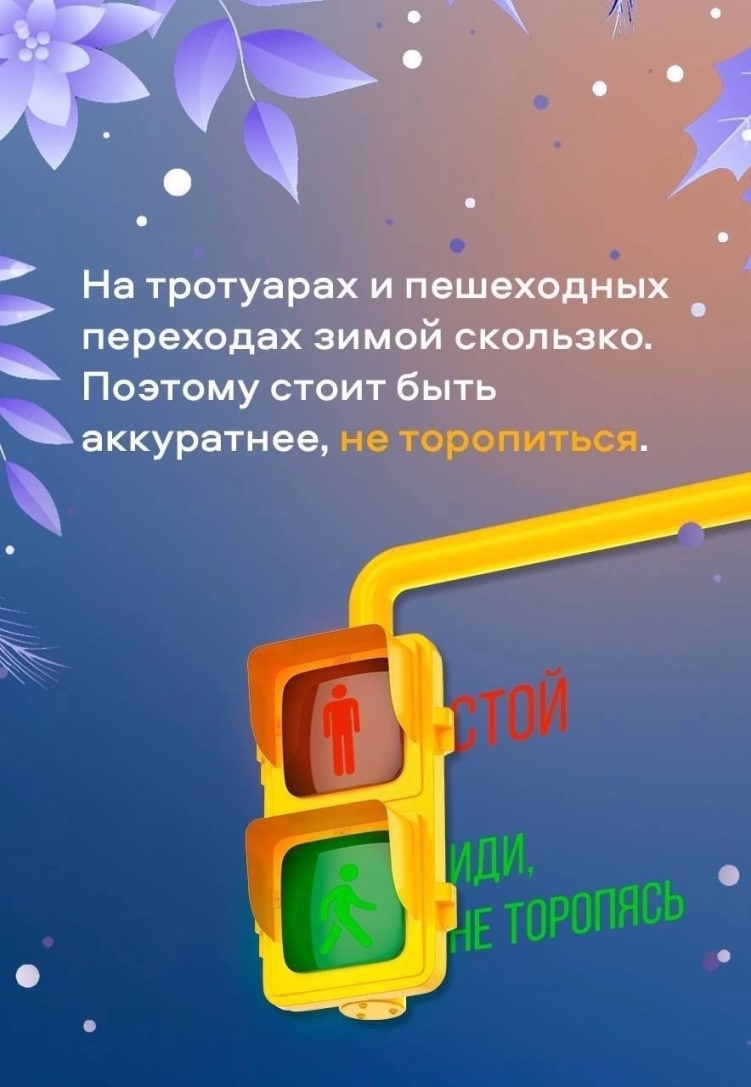 На тротуарах и пешеходных
переходах зимой скользко.
Поэтому стоит быть
аккуратнее, не торопиться.
СТОЙ
ИДИ,
НЕ ТОРОПЯСЬ